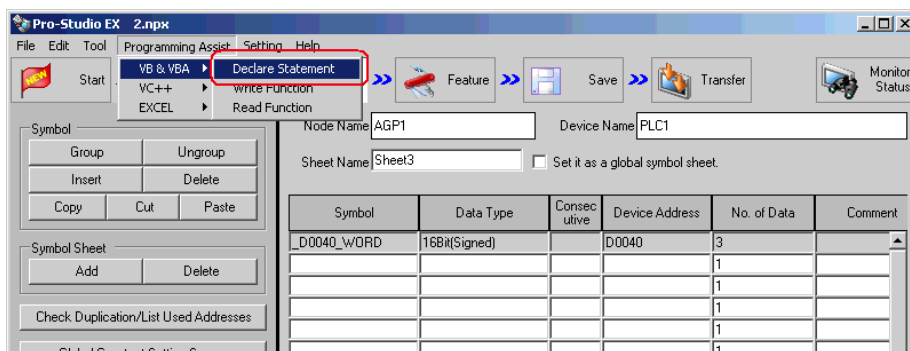 Pro-Studio EX 2.npx
File Edit Tool Programming Assist Setting Help
NEW Start VB & VBA Declare Statement Feature Save Transfer Monitor Status
VC++ Write Function
EXCEL Read Function
Symbol
Group Ungroup
Insert Delete
Copy Cut Paste
Symbol Sheet
Add Delete
Check Duplication/List Used Addresses
Node Name AGP1 Device Name PLC1
Sheet Name Sheet3 Set it as a global symbol sheet.
Symbol Data Type Consec utive Device Address No. of Data Comment
_D0040_WORD 16Bit(Signed) D0040 3
1
1
1
1
1